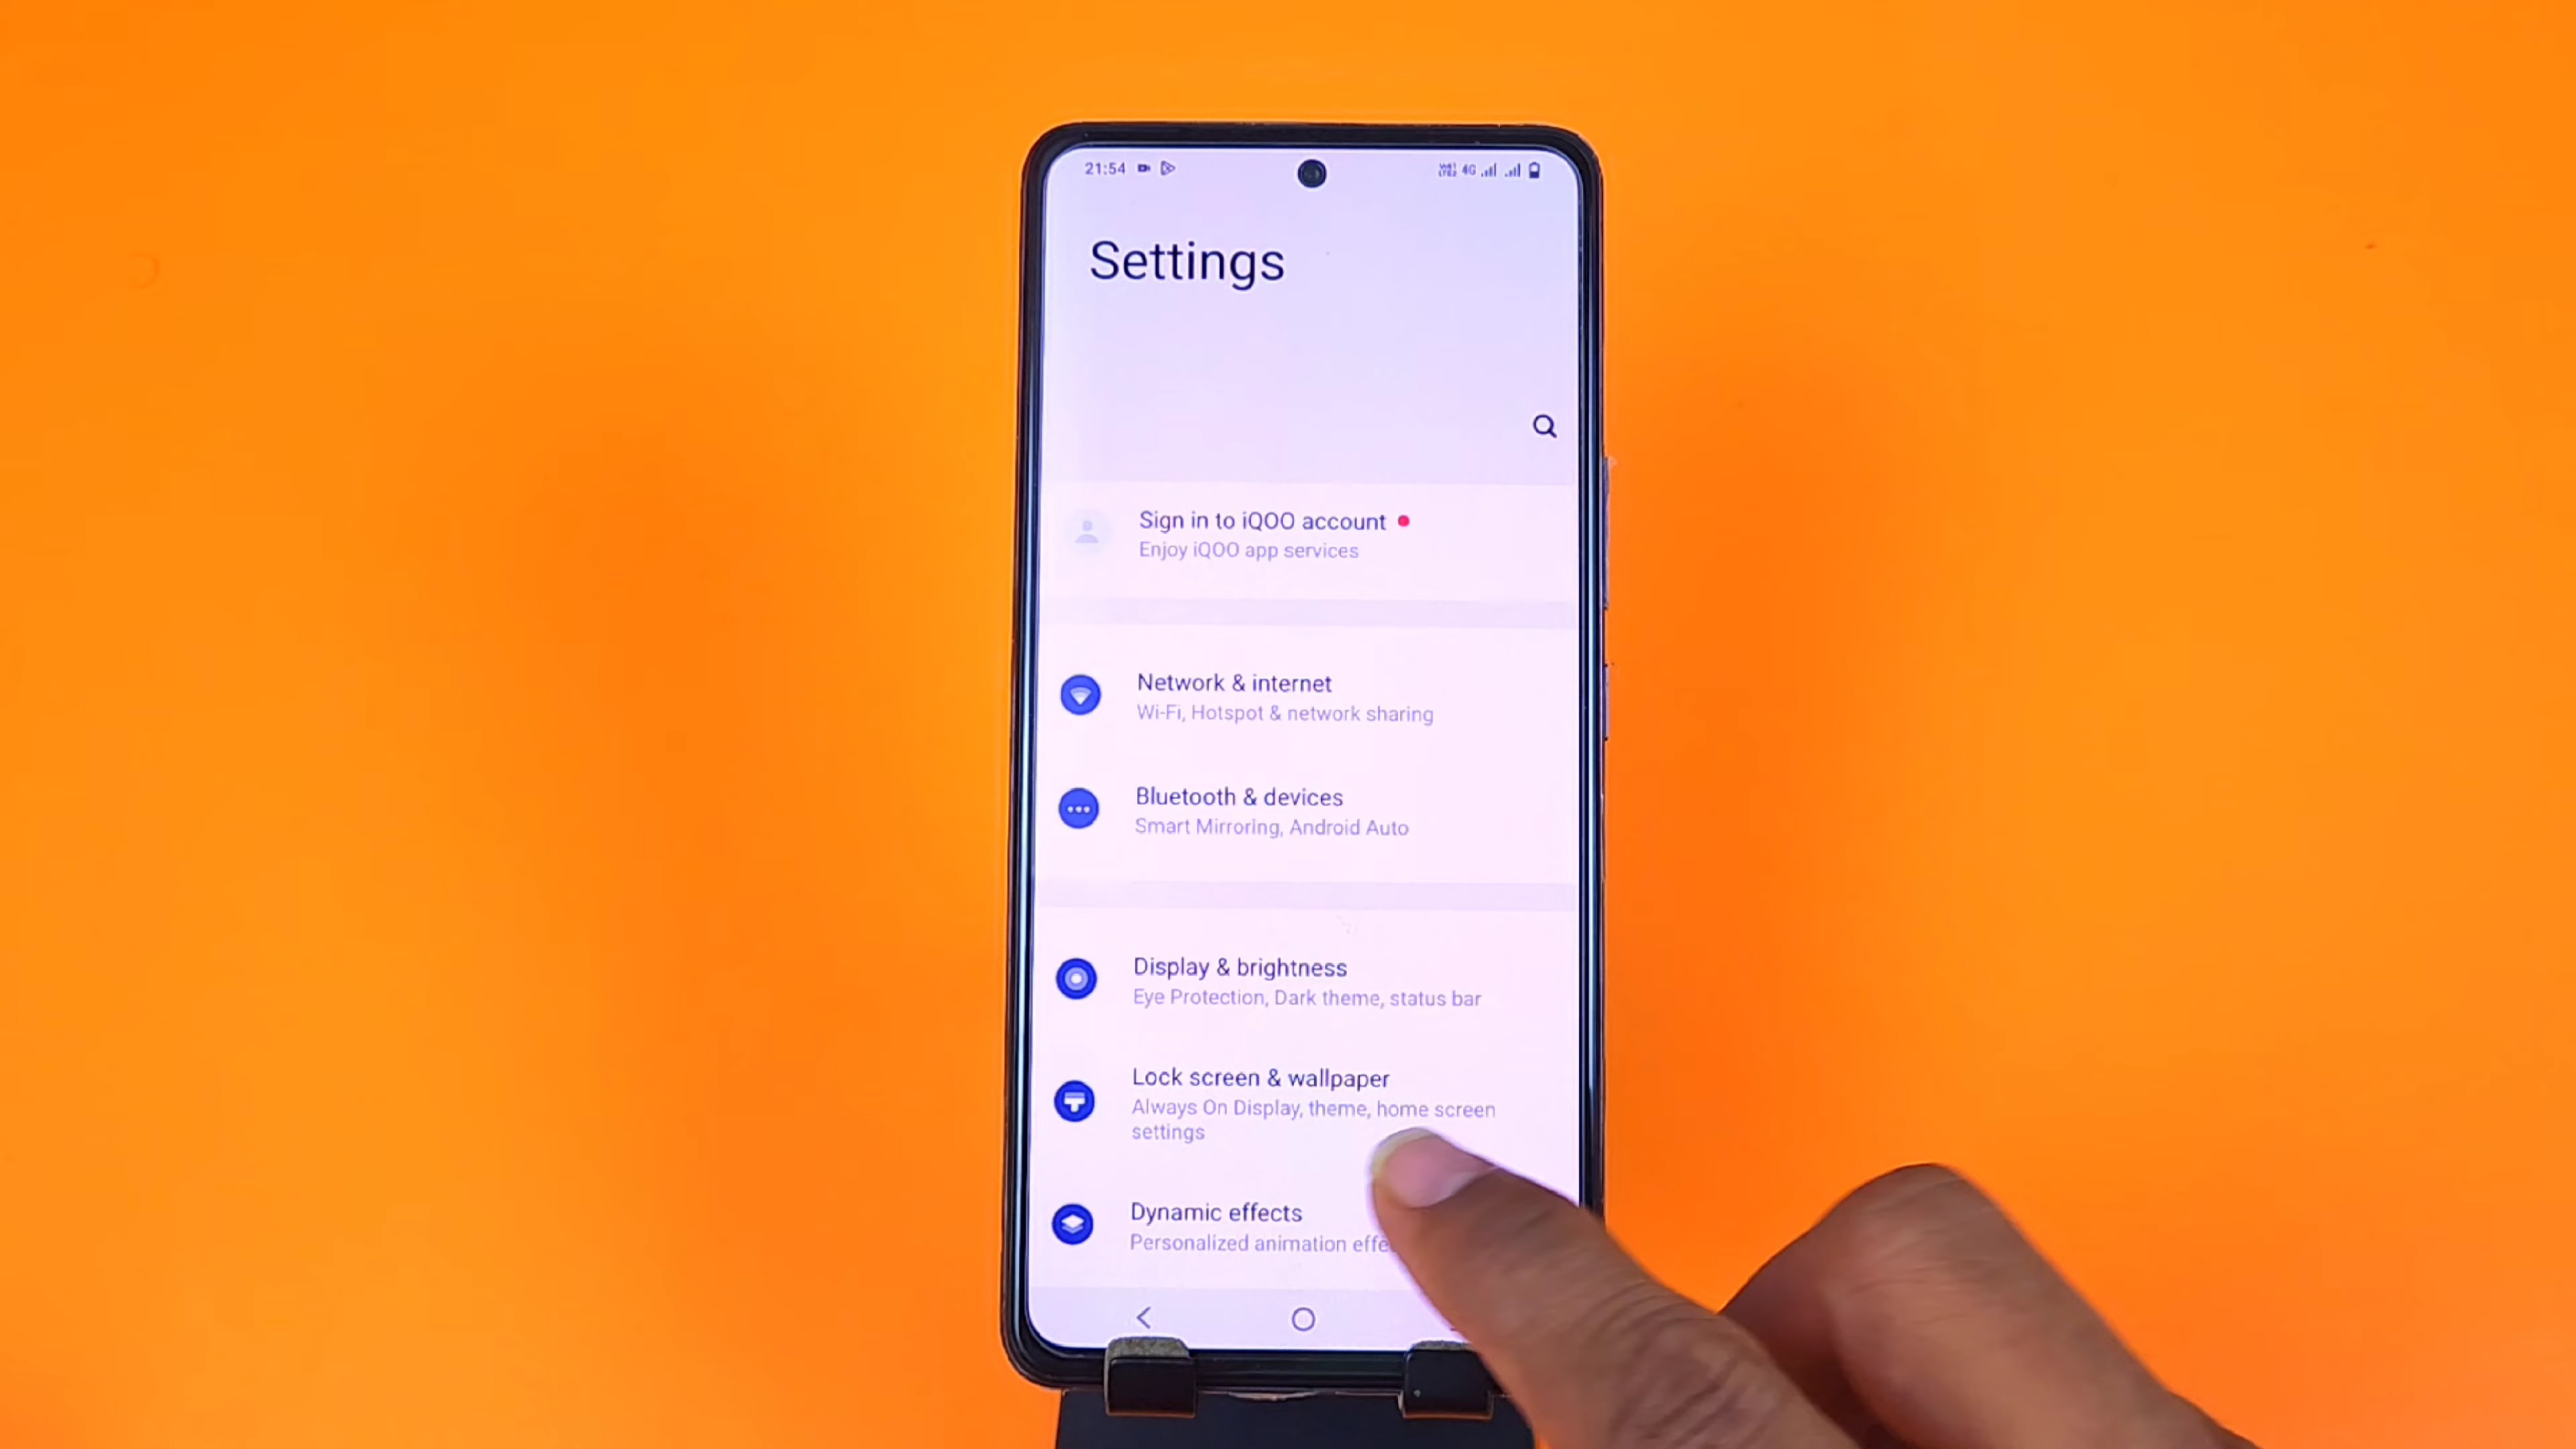 21:54
4G
Settings
Sign in to iQOO account
Enjoy iQOO app services
Network & internet
Wi-Fi, Hotspot & network sharing
Bluetooth & devices
Smart Mirroring, Android Auto
Display & brightness
Eye Protection, Dark theme, status bar
Lock screen & wallpaper
Always On Display, theme, home screen
settings
Dynamic effects
Personalized animation